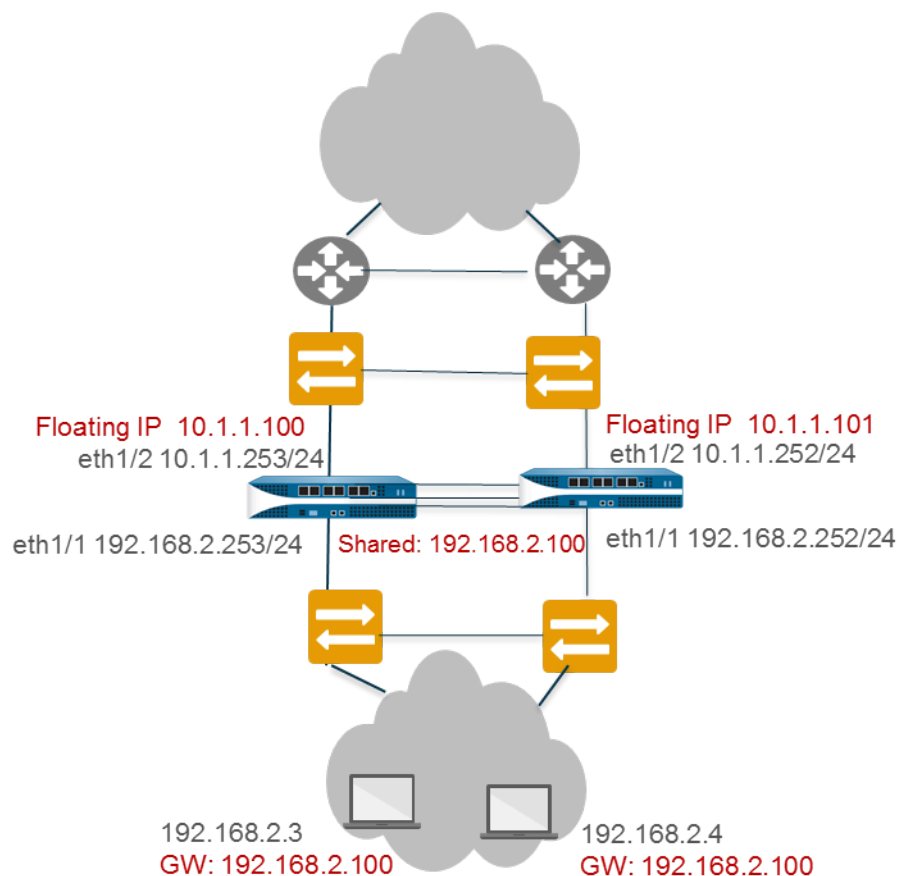 Floating IP  10.1.1.100
eth1/2 10.1.1.253/24
Floating IP  10.1.1.101
eth1/2 10.1.1.252/24
eth1/1 192.168.2.253/24
Shared: 192.168.2.100
eth1/1 192.168.2.252/24
192.168.2.3
GW: 192.168.2.100
192.168.2.4
GW: 192.168.2.100